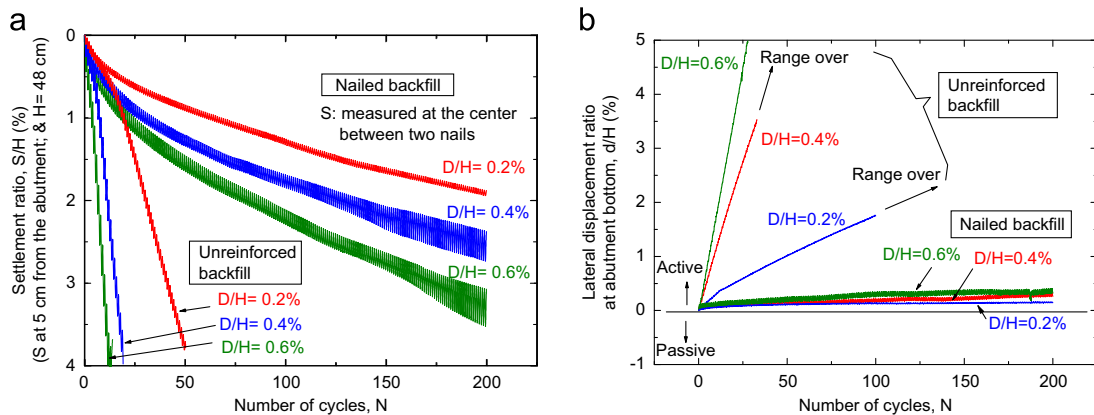 a
Settlement ratio, S/H (%)
(S at 5 cm from the abutment; & H= 48 cm)
0
1
2
3
4
0
50
100
150
200
Number of cycles, N
Nailed backfill
S: measured at the center
between two nails
D/H= 0.2%
D/H= 0.4%
D/H= 0.6%
Unreinforced
backfill
D/H= 0.2%
D/H= 0.4%
D/H= 0.6%
b
Lateral displacement ratio
at abutment bottom, d/H (%)
5
4
3
2
1
0
-1
0
50
100
150
200
Number of cycles, N
D/H=0.6%
Range over
Unreinforced
backfill
D/H=0.4%
Range over
D/H=0.2%
Nailed backfill
D/H=0.6%
D/H=0.4%
Active
D/H=0.2%
Passive